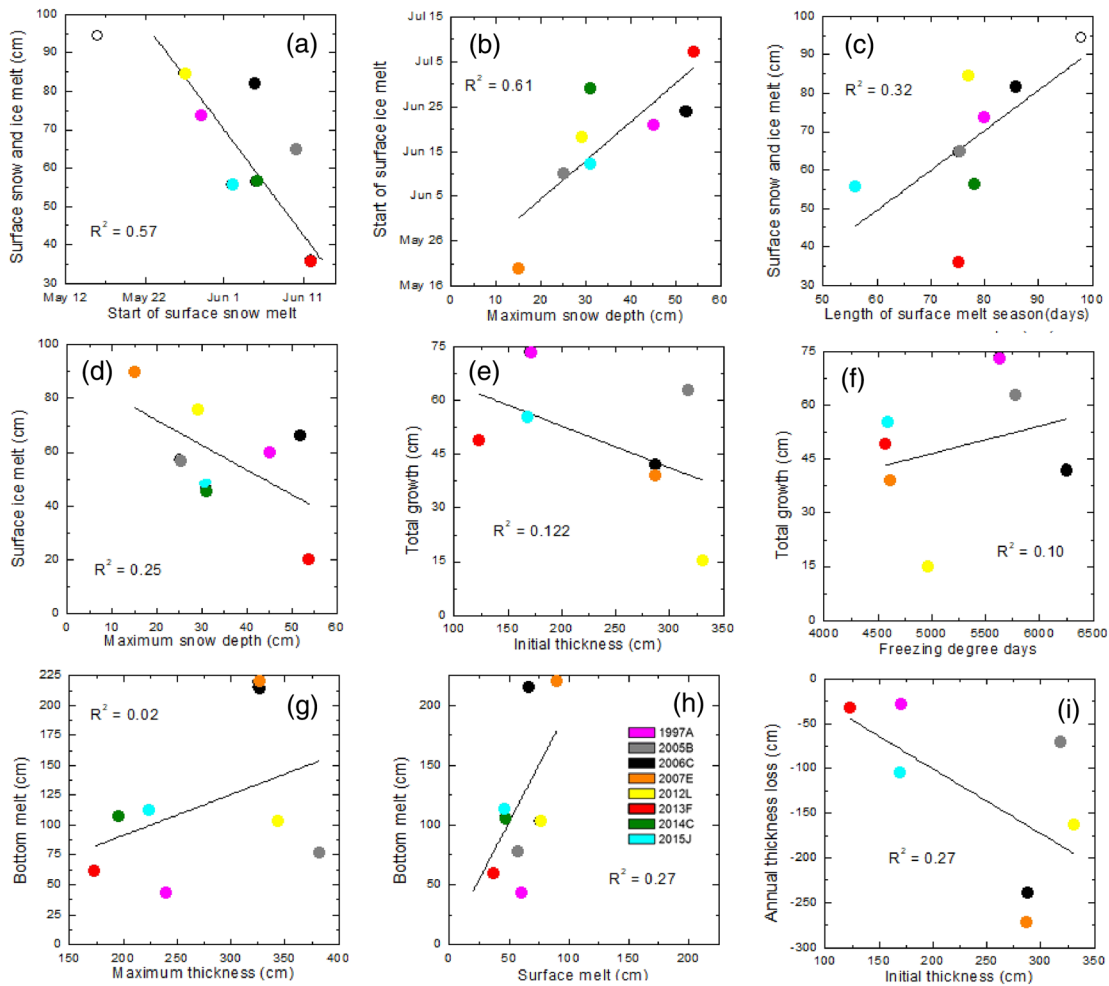 (a)
R² = 0.57
Surface snow and ice melt (cm)
100
90
80
70
60
50
40
30
May 12
May 22
Jun 1
Jun 11
Start of surface snow melt
(b)
R² = 0.61
Start of surface ice melt
Jul 15
Jul 5
Jun 25
Jun 15
Jun 5
May 26
May 16
0
10
20
30
40
50
60
Maximum snow depth (cm)
(c)
R² = 0.32
Surface snow and ice melt (cm)
100
90
80
70
60
50
40
30
50
60
70
80
90
100
Length of surface melt season(days)
(d)
R² = 0.25
Surface ice melt (cm)
100
80
60
40
20
0
0
10
20
30
40
50
60
Maximum snow depth (cm)
(e)
R² = 0.122
Total growth (cm)
75
60
45
30
15
0
100
150
200
250
300
350
Initial thickness (cm)
(f)
R² = 0.10
Total growth (cm)
75
60
45
30
15
0
4000
4500
5000
5500
6000
6500
Freezing degree days
(g)
R² = 0.02
Bottom melt (cm)
225
200
175
150
125
100
75
50
25
0
150
200
250
300
350
400
Maximum thickness (cm)
(h)
1997A
2005B
2006C
2007E
2012L
2013F
2014C
2015J
R² = 0.27
Bottom melt (cm)
200
150
100
50
0
0
50
100
150
200
Surface melt (cm)
(i)
R² = 0.27
Annual thickness loss (cm)
0
-50
-100
-150
-200
-250
-300
100
150
200
250
300
350
Initial thickness (cm)